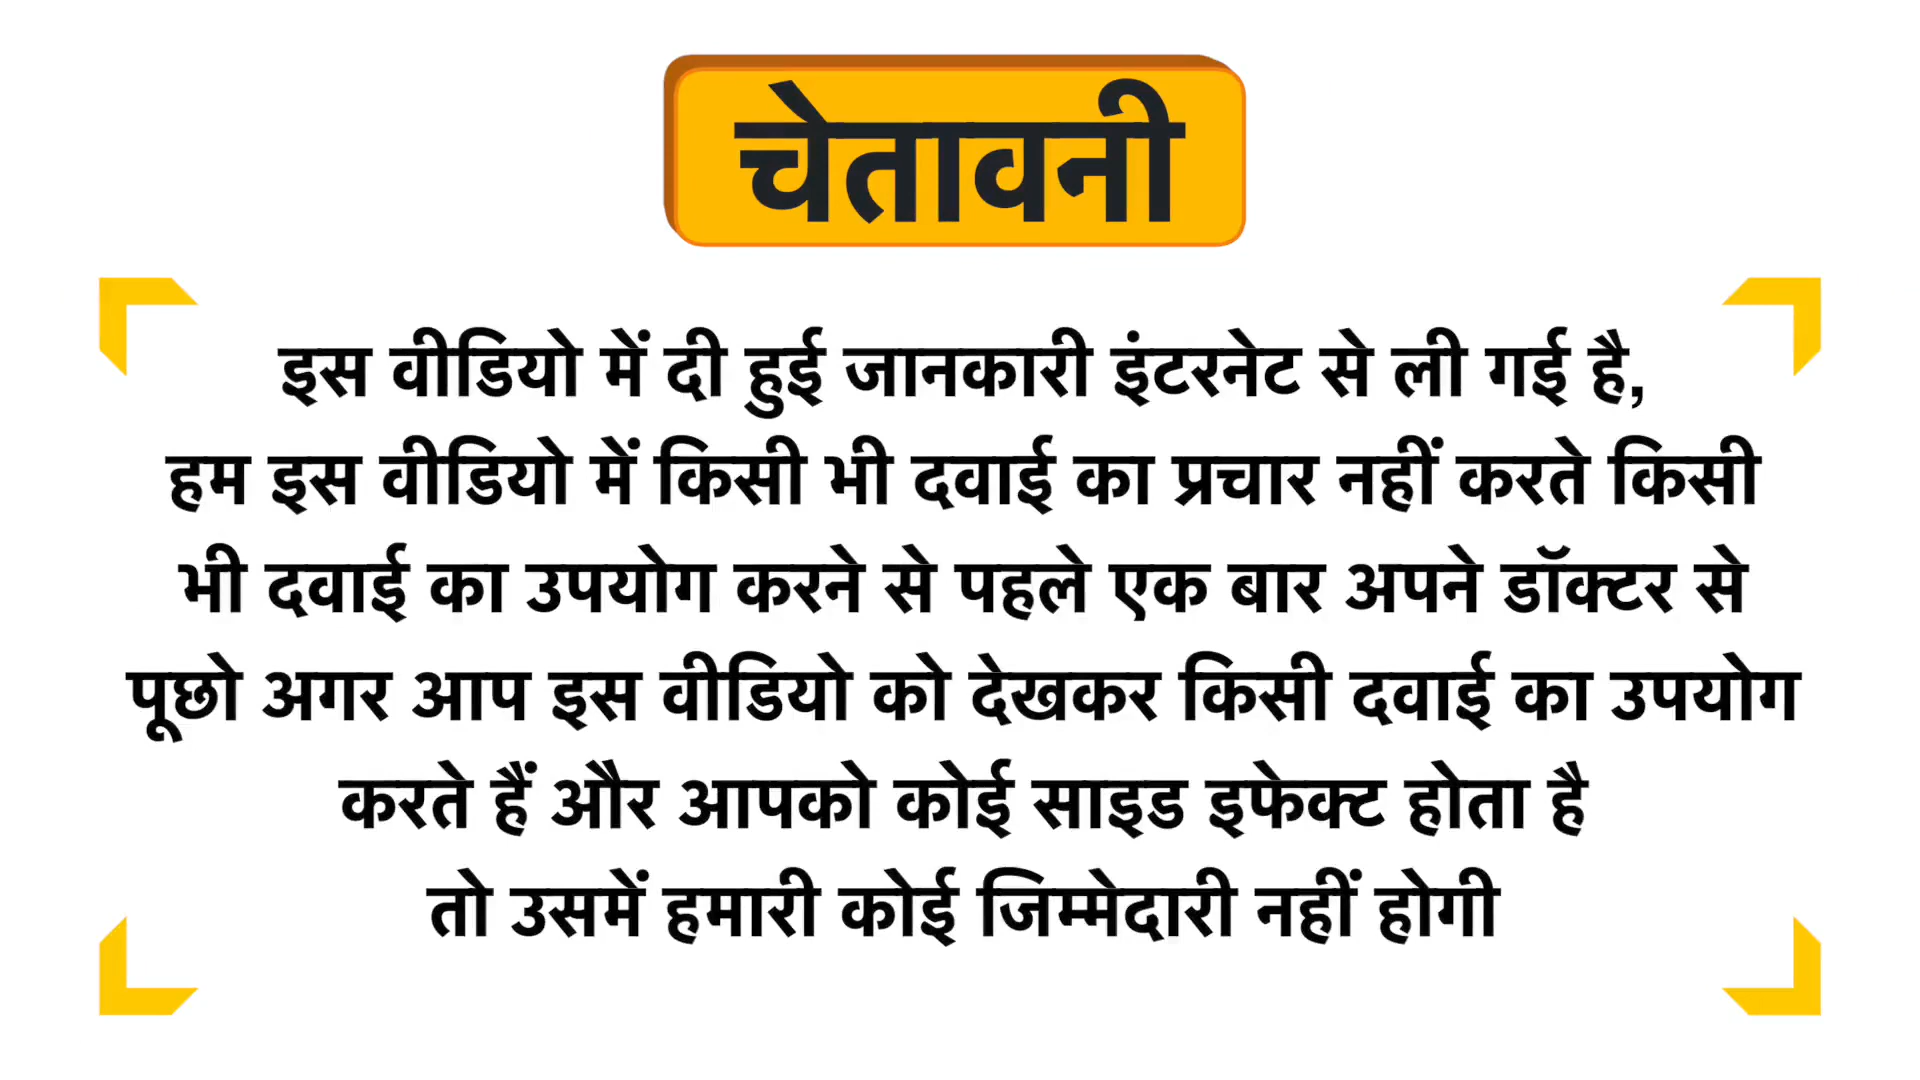 चेतावनी
इस वीडियो में दी हुई जानकारी इंटरनेट से ली गई है,
हम इस वीडियो में किसी भी दवाई का प्रचार नहीं करते किसी
भी दवाई का उपयोग करने से पहले एक बार अपने डॉक्टर से
पूछो अगर आप इस वीडियो को देखकर किसी दवाई का उपयोग
करते हैं और आपको कोई साइड इफेक्ट होता है
तो उसमें हमारी कोई जिम्मेदारी नहीं होगी